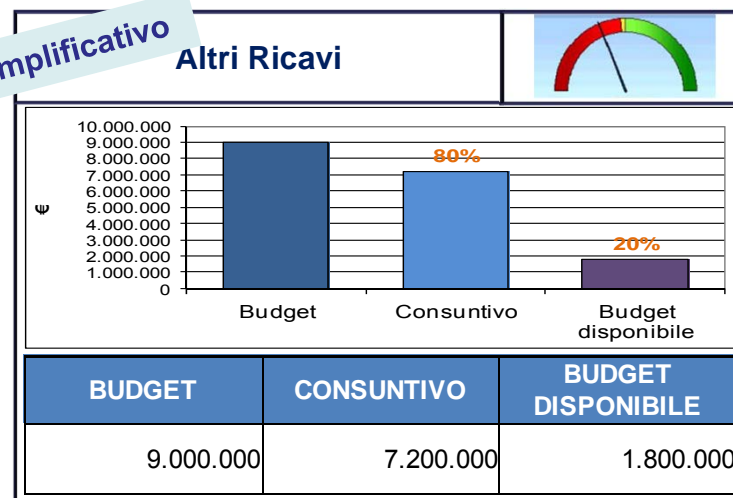 mplificativo
Altri Ricavi
10.000.000
9.000.000
8.000.000
7.000.000
6.000.000
5.000.000
4.000.000
3.000.000
2.000.000
1.000.000
0
€
80%
20%
Budget
Consuntivo
Budget
disponibile
BUDGET
CONSUNTIVO
BUDGET
DISPONIBILE
9.000.000
7.200.000
1.800.000